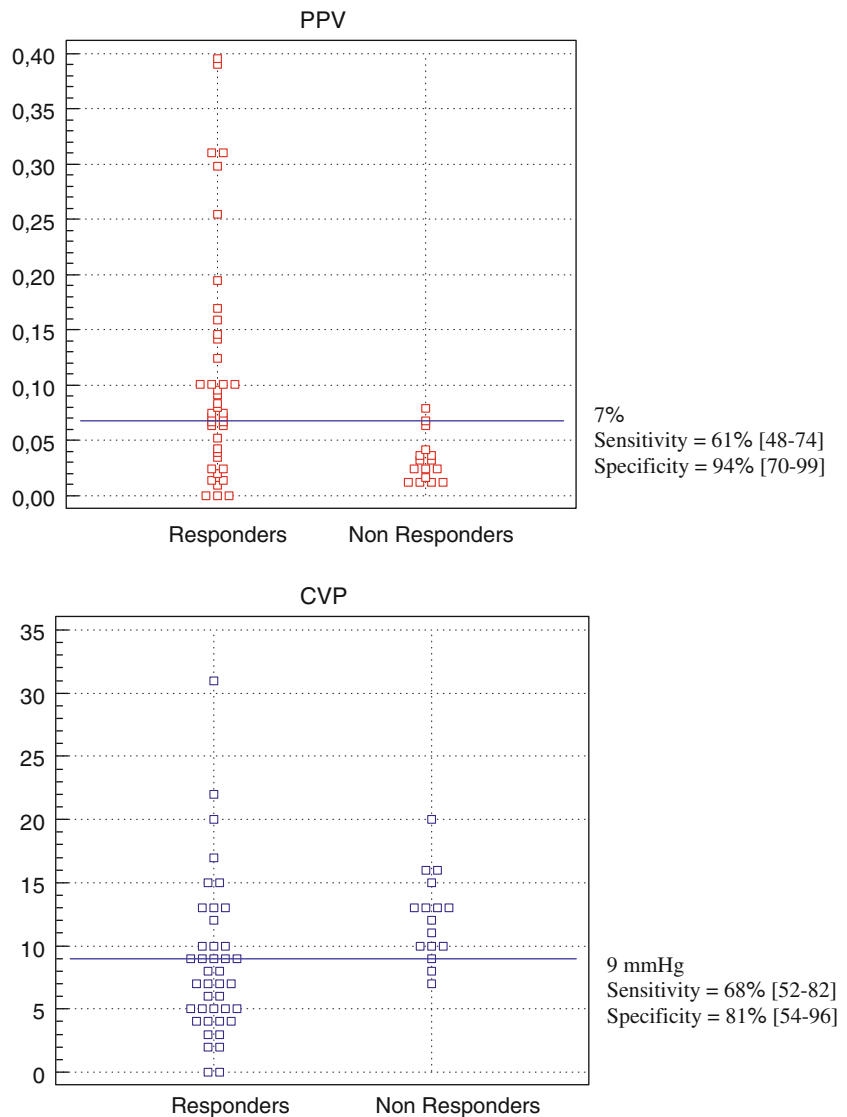 PPV
0,40
0,35
0,30
0,25
0,20
0,15
0,10
0,05
0,00
Responders Non Responders
7%
Sensitivity = 61% [48-74]
Specificity = 94% [70-99]
CVP
35
30
25
20
15
10
5
0
Responders Non Responders
9 mmHg
Sensitivity = 68% [52-82]
Specificity = 81% [54-96]